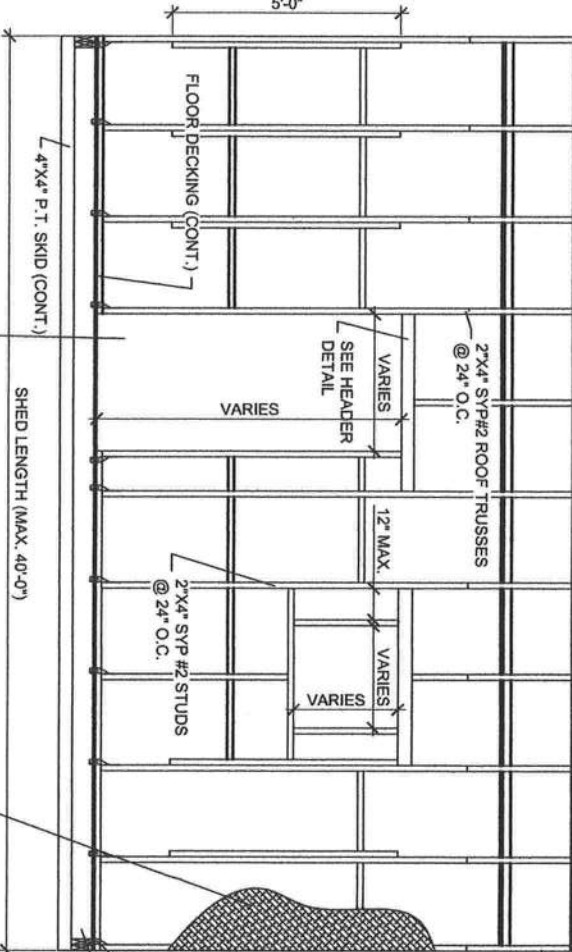 5'-0"
FLOOR DECKING (CONT.)
4"X4" P.T. SKID (CONT.)
2"X4" SYP#2 ROOF TRUSSES
@ 24" O.C.
SEE HEADER
DETAIL
VARIES
VARIES
12" MAX.
VARIES
VARIES
2"X4" SYP #2 STUDS
@ 24" O.C.
SHED LENGTH (MAX. 40'-0")